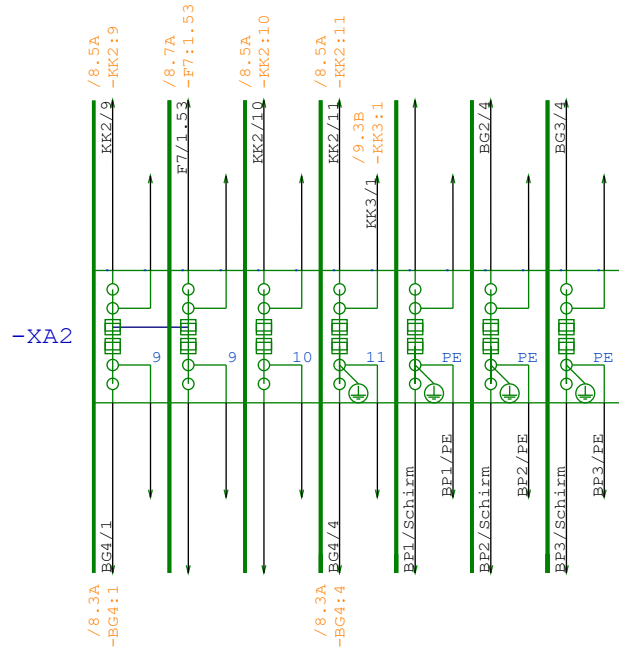 /8.5A
-KK2:9
/8.7A
-F7:1.53
/8.5A
-KK2:10
/8.5A
-KK2:11
/9.3B
-KK3:1
KK2/9
F7/1.53
KK2/10
KK2/11
KK3/1
BG2/4
BG3/4
-XA2
9
9
10
11
PE
PE
PE
BG4/1
BG4/4
BP1/Schirm
BP1/PE
BP2/Schirm
BP2/PE
BP3/Schirm
BP3/PE
/8.3A
-BG4:1
/8.3A
-BG4:4